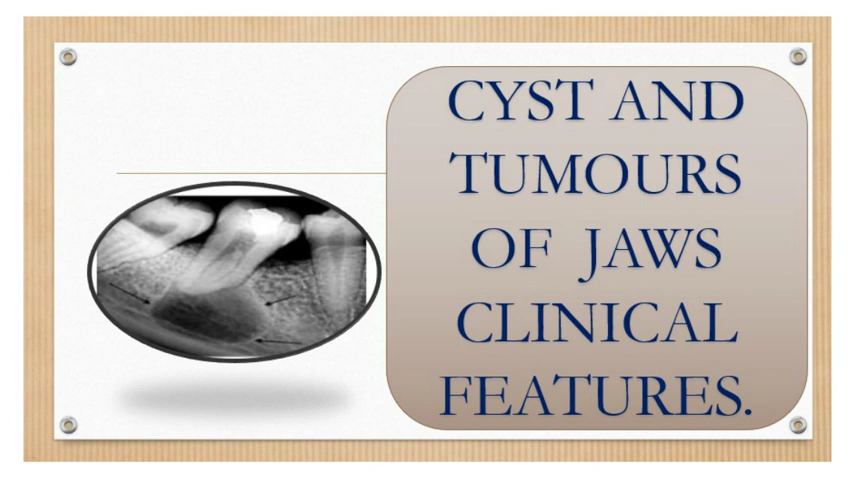 CYST AND
TUMOURS
OF JAWS
CLINICAL
FEATURES.